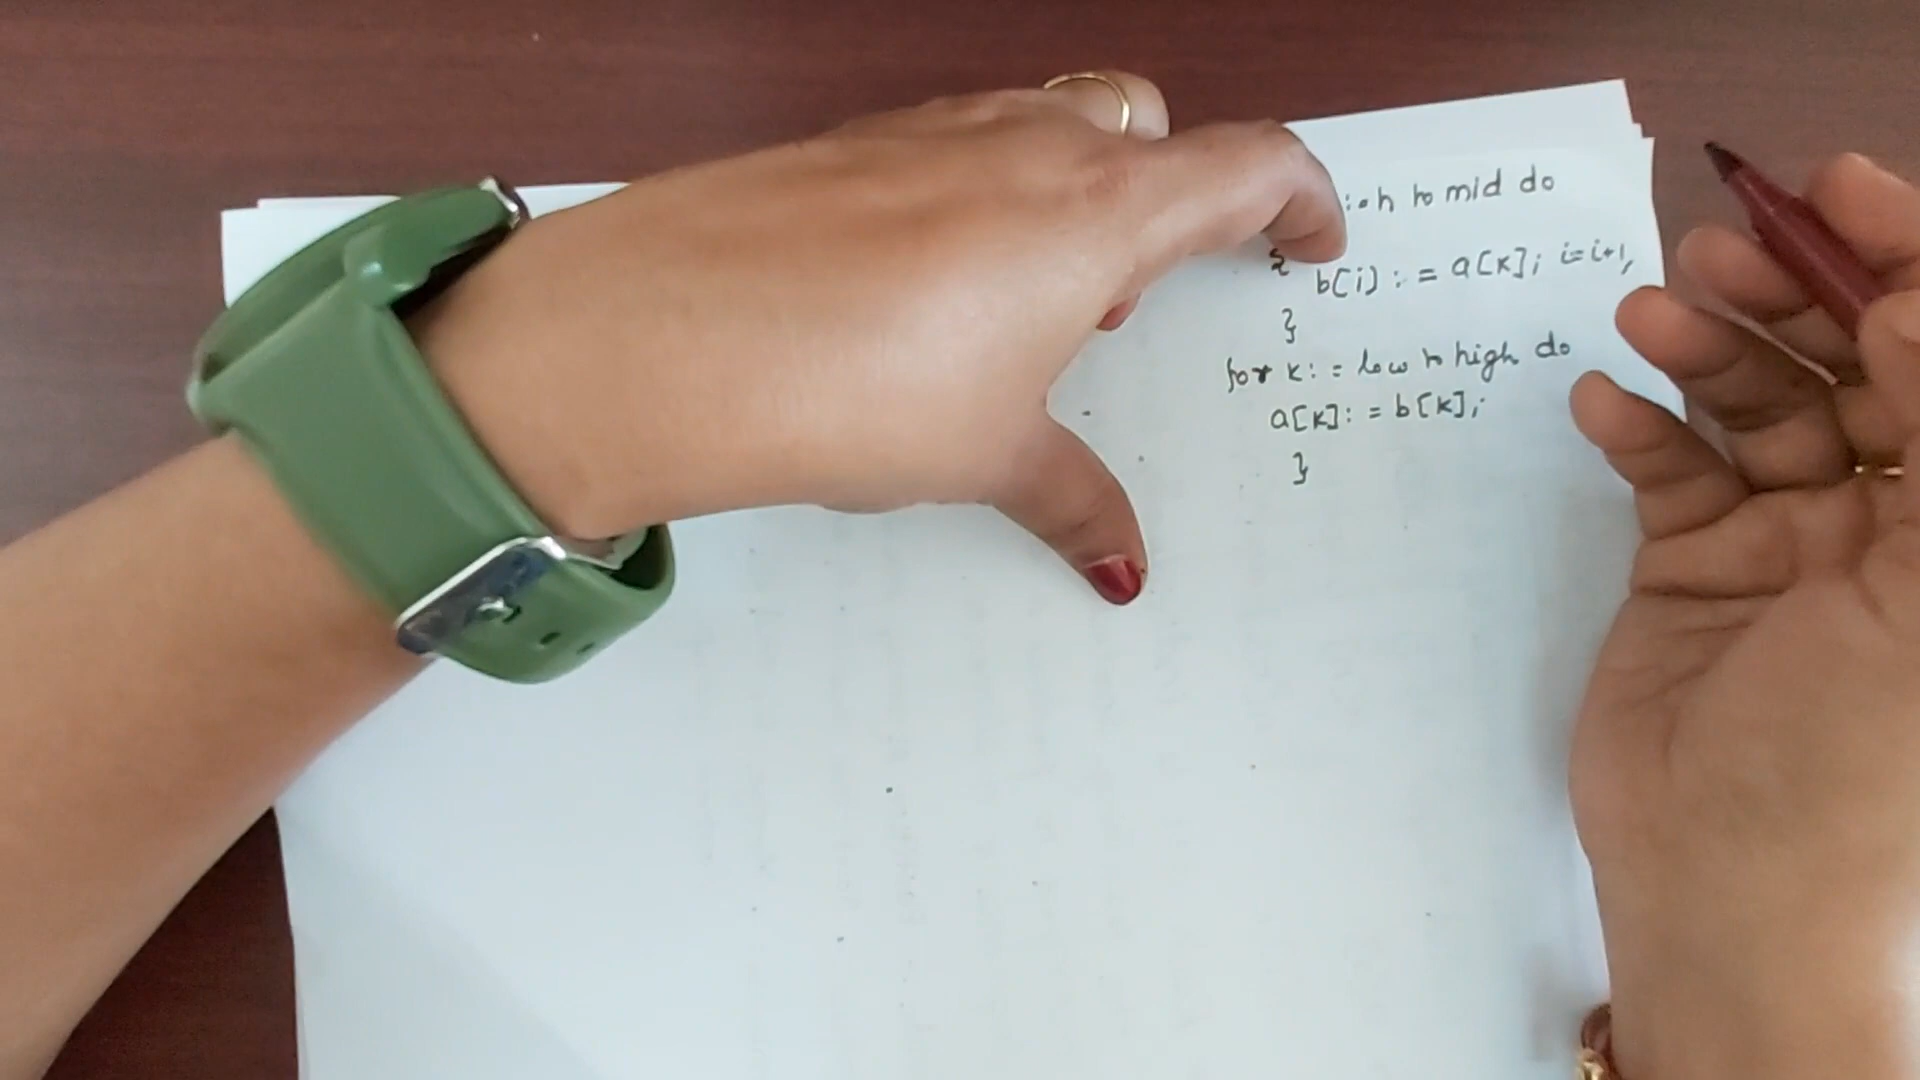 := h to mid do
{ b[i] := a[k]; i=i+1;
}
for k := low to high do
a[k] := b[k];
}